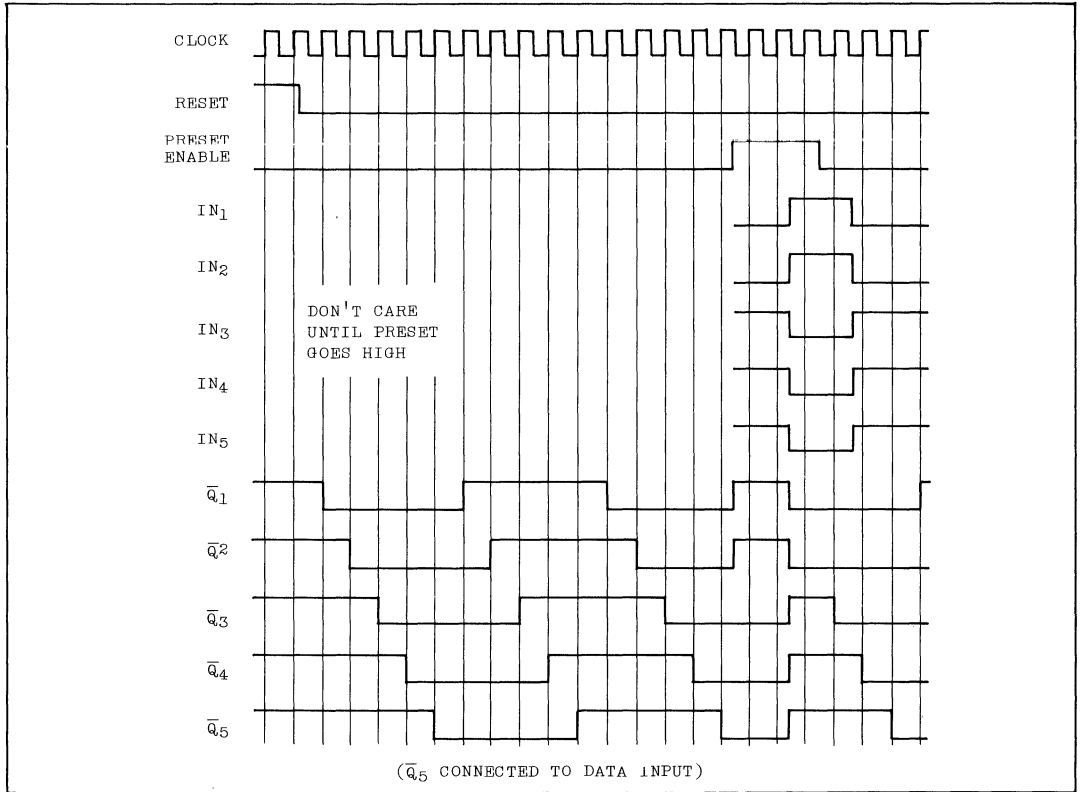 CLOCK
RESET
PRESET
ENABLE
IN₁
IN₂
IN₃
IN₄
IN₅
DON'T CARE
UNTIL PRESET
GOES HIGH
Q̅₁
Q̅2
Q̅₃
Q̅₄
Q̅₅
(Q̅₅ CONNECTED TO DATA INPUT)